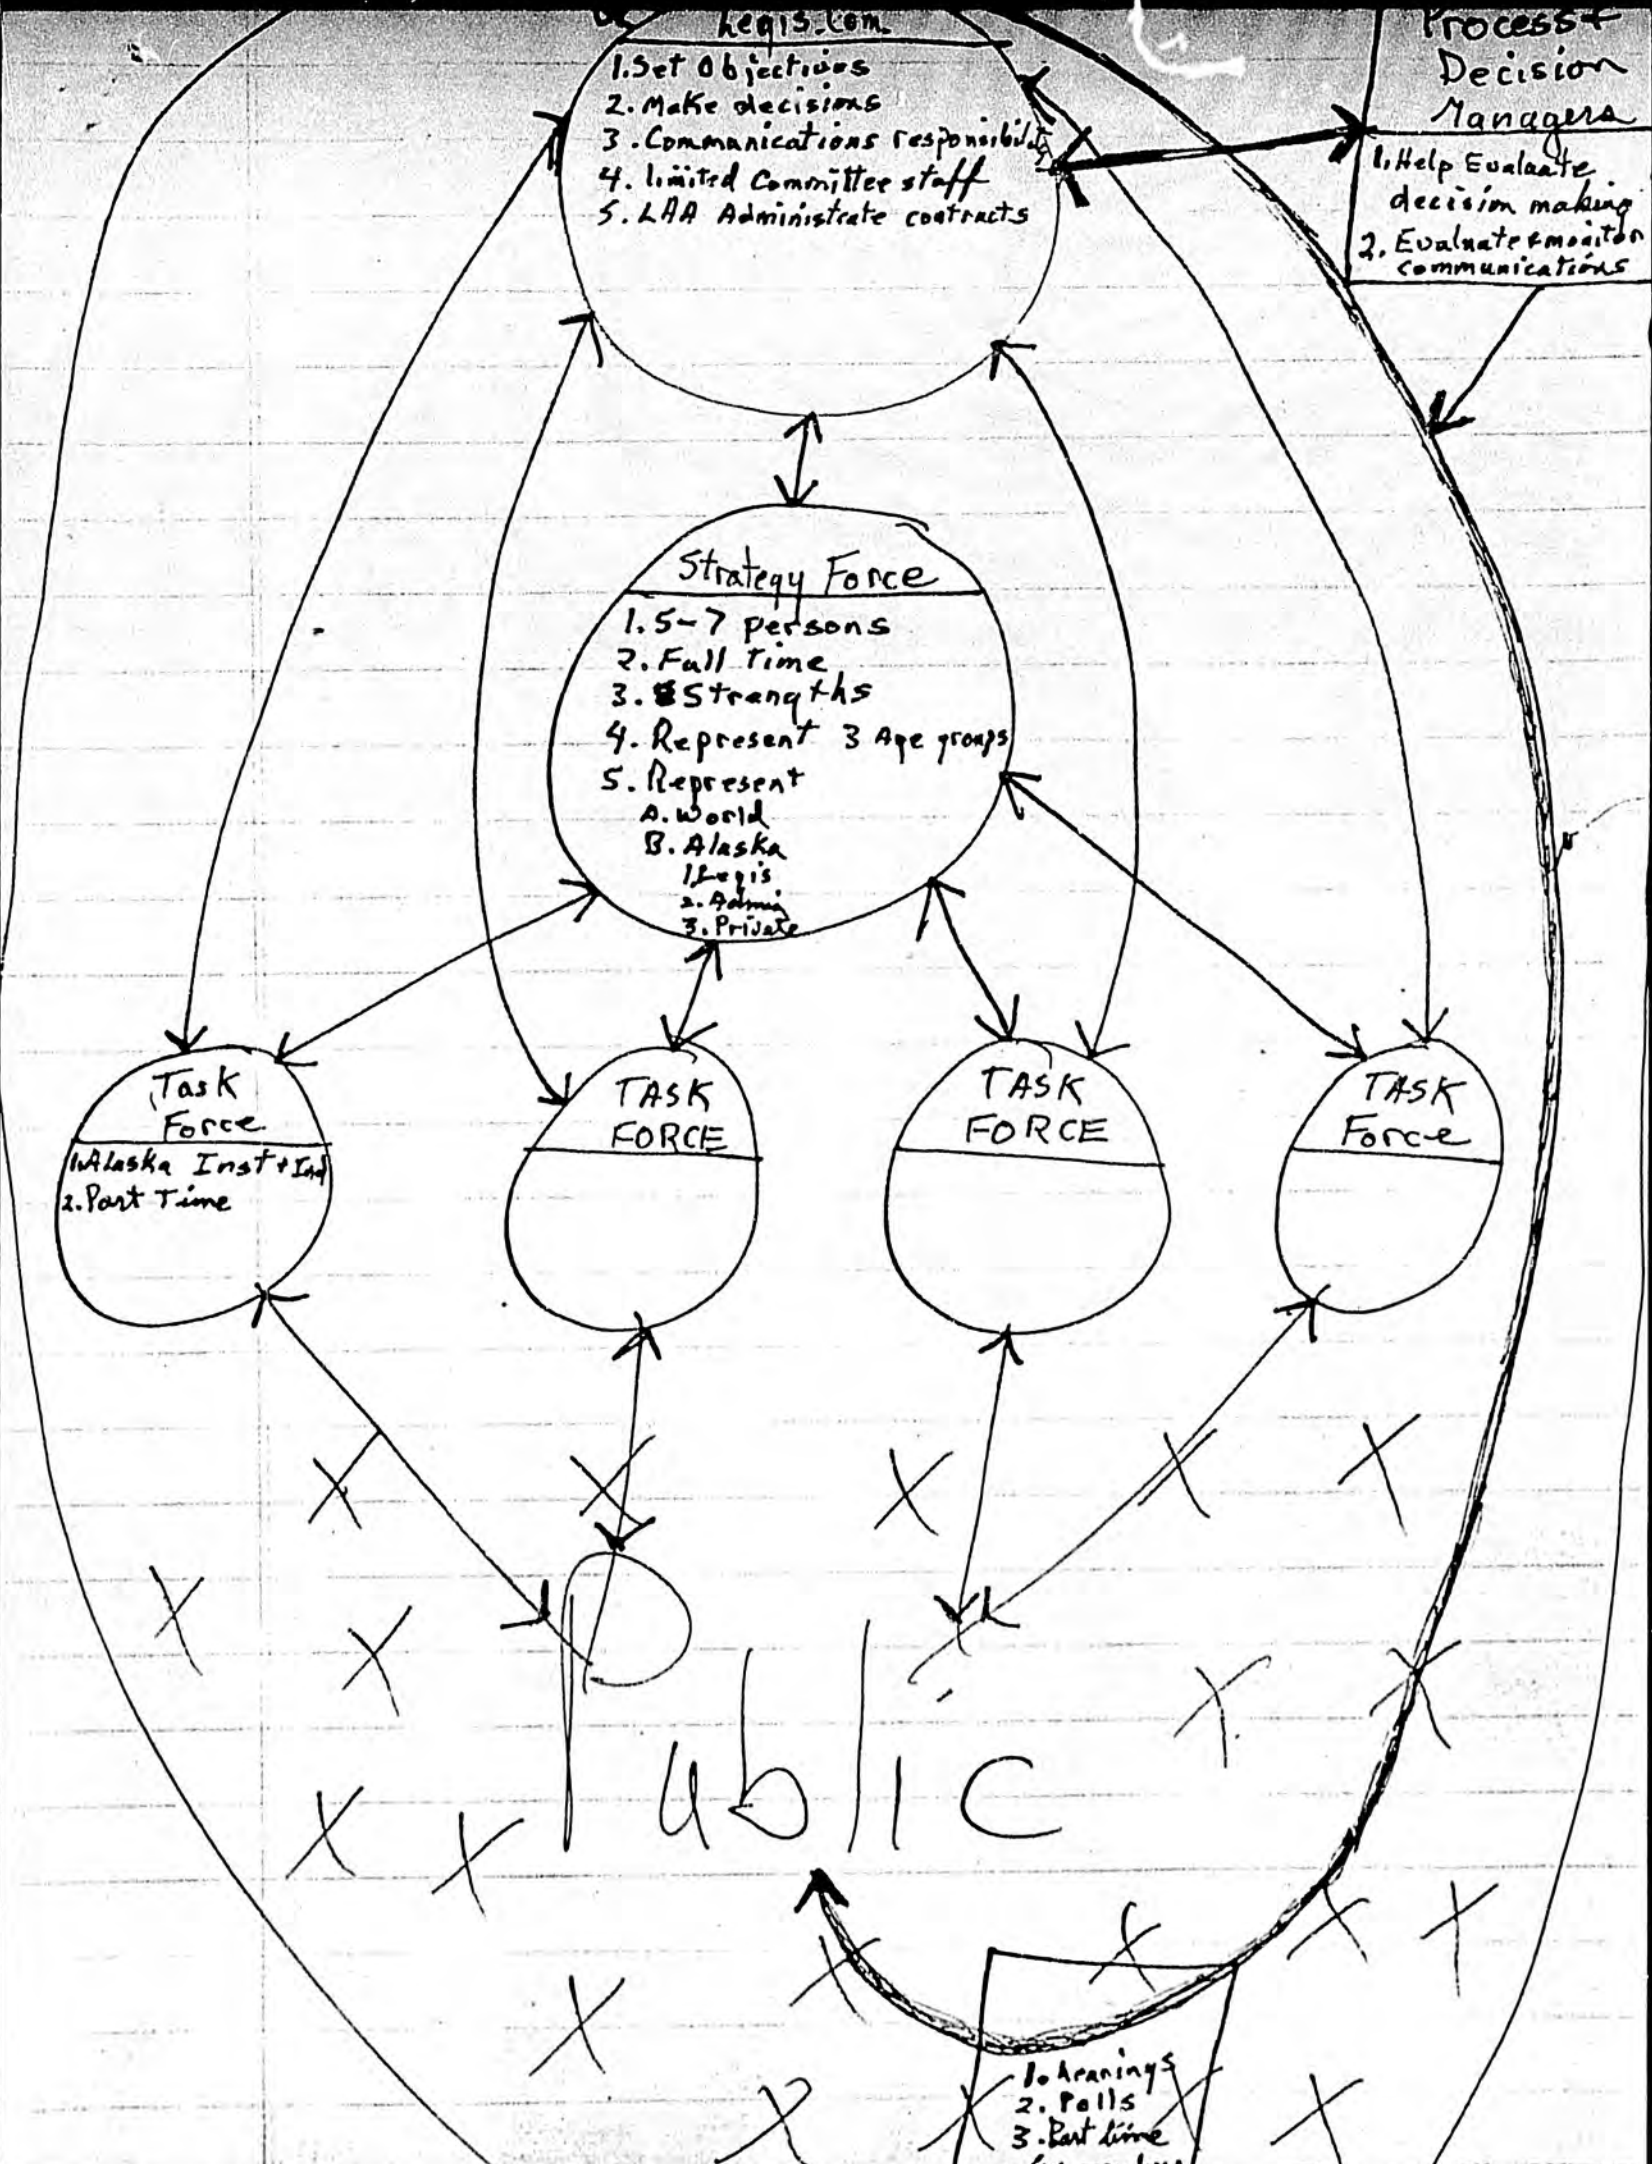 Legis. Com.
1. Set Objectives
2. Make decisions
3. Communications responsibility
4. limited Committee staff
5. LAA Administrate contracts
Process +
Decision
Managers
1. Help Evaluate
decision making
2. Evaluate + monitor
communications
Strategy Force
1. 5-7 persons
2. Full Time
3. Strengths
4. Represent 3 Age groups
5. Represent
A. World
B. Alaska
1. Legis
2. Admin
3. Private
Task
Force
1. Alaska Inst + Ind
2. Part Time
TASK
FORCE
TASK
FORCE
TASK
Force
X X X X X
X X X X
Public
X X
X X X X X
1. hearings
2. Polls
3. Part time
X X X X